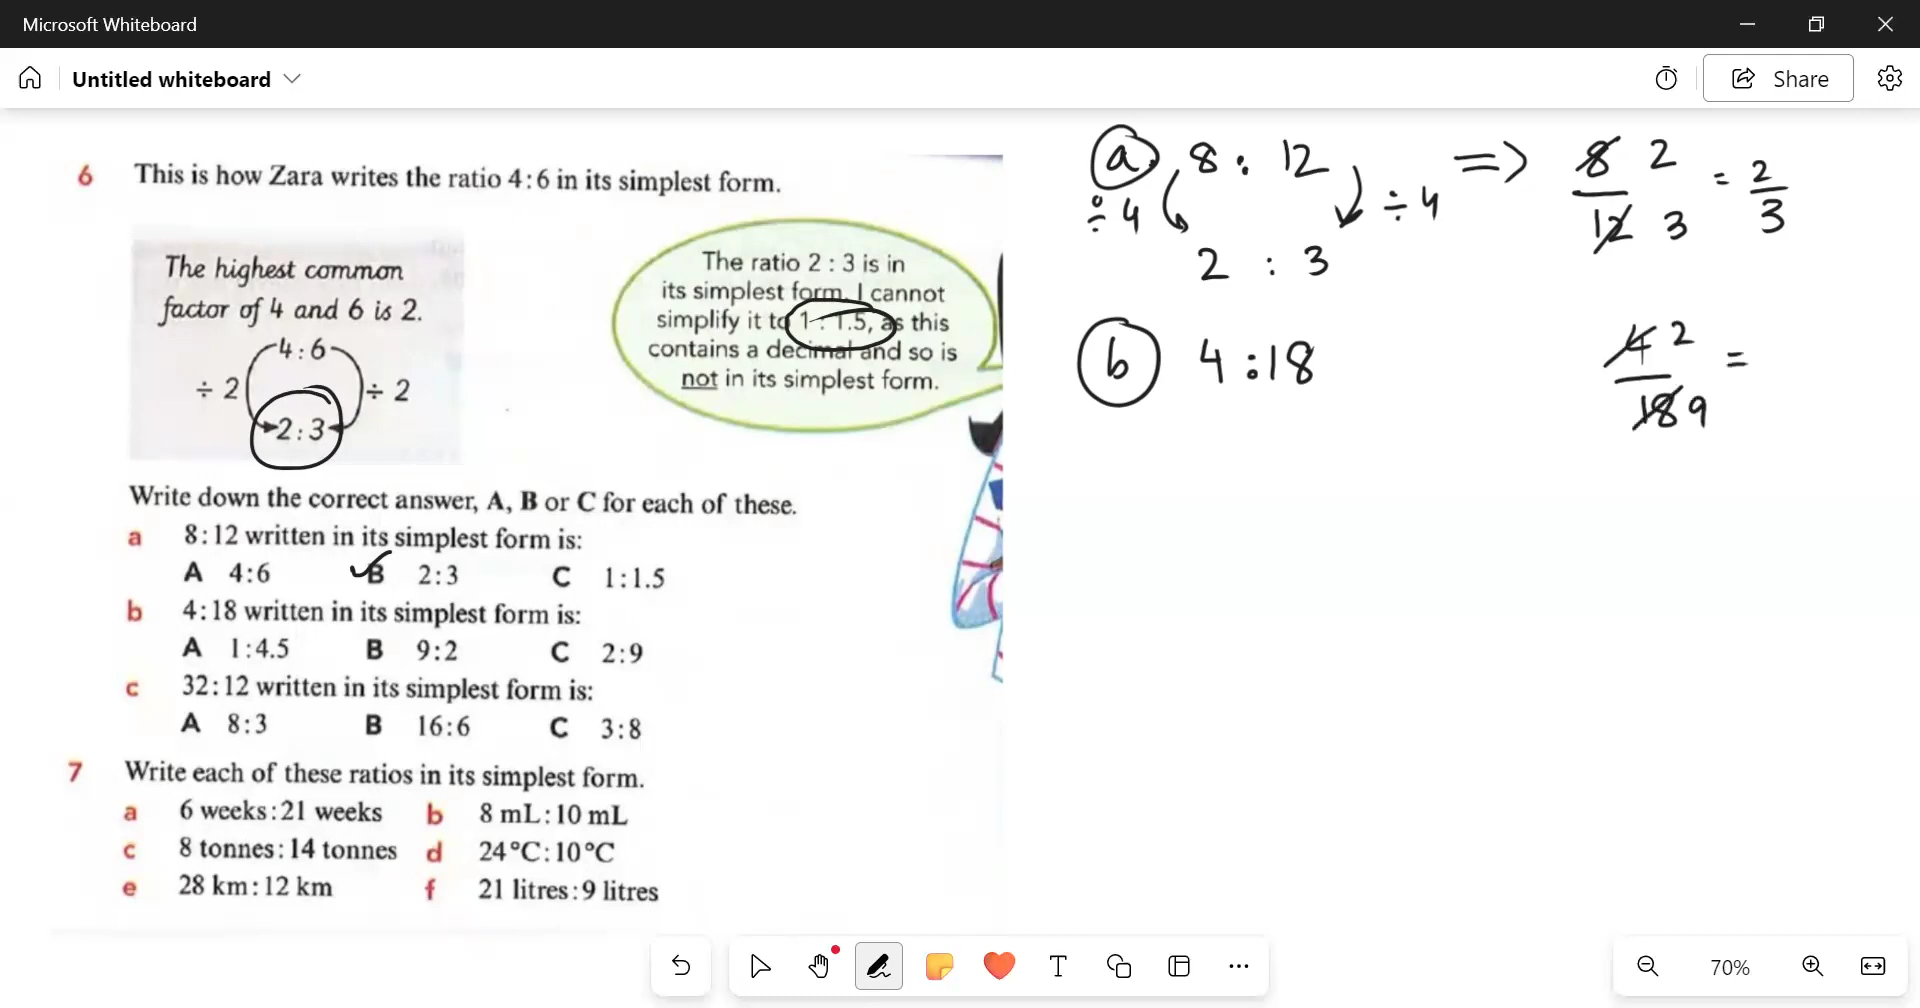 Microsoft Whiteboard
Untitled whiteboard
Share
6 This is how Zara writes the ratio 4:6 in its simplest form.
The highest common
factor of 4 and 6 is 2.
4:6
÷ 2 ÷ 2
2:3
The ratio 2 : 3 is in
its simplest form. I cannot
simplify it to 1 : 1.5, as this
contains a decimal and so is
not in its simplest form.
Write down the correct answer, A, B or C for each of these.
a 8:12 written in its simplest form is:
A 4:6 B 2:3 C 1:1.5
b 4:18 written in its simplest form is:
A 1:4.5 B 9:2 C 2:9
c 32:12 written in its simplest form is:
A 8:3 B 16:6 C 3:8
7 Write each of these ratios in its simplest form.
a 6 weeks:21 weeks b 8 mL:10 mL
c 8 tonnes:14 tonnes d 24°C:10°C
e 28 km:12 km f 21 litres:9 litres
a. 8 : 12 => 8 2 = 2
÷4 ÷4 12 3 3
2 : 3
b 4 :18 4 2 =
18 9
70%